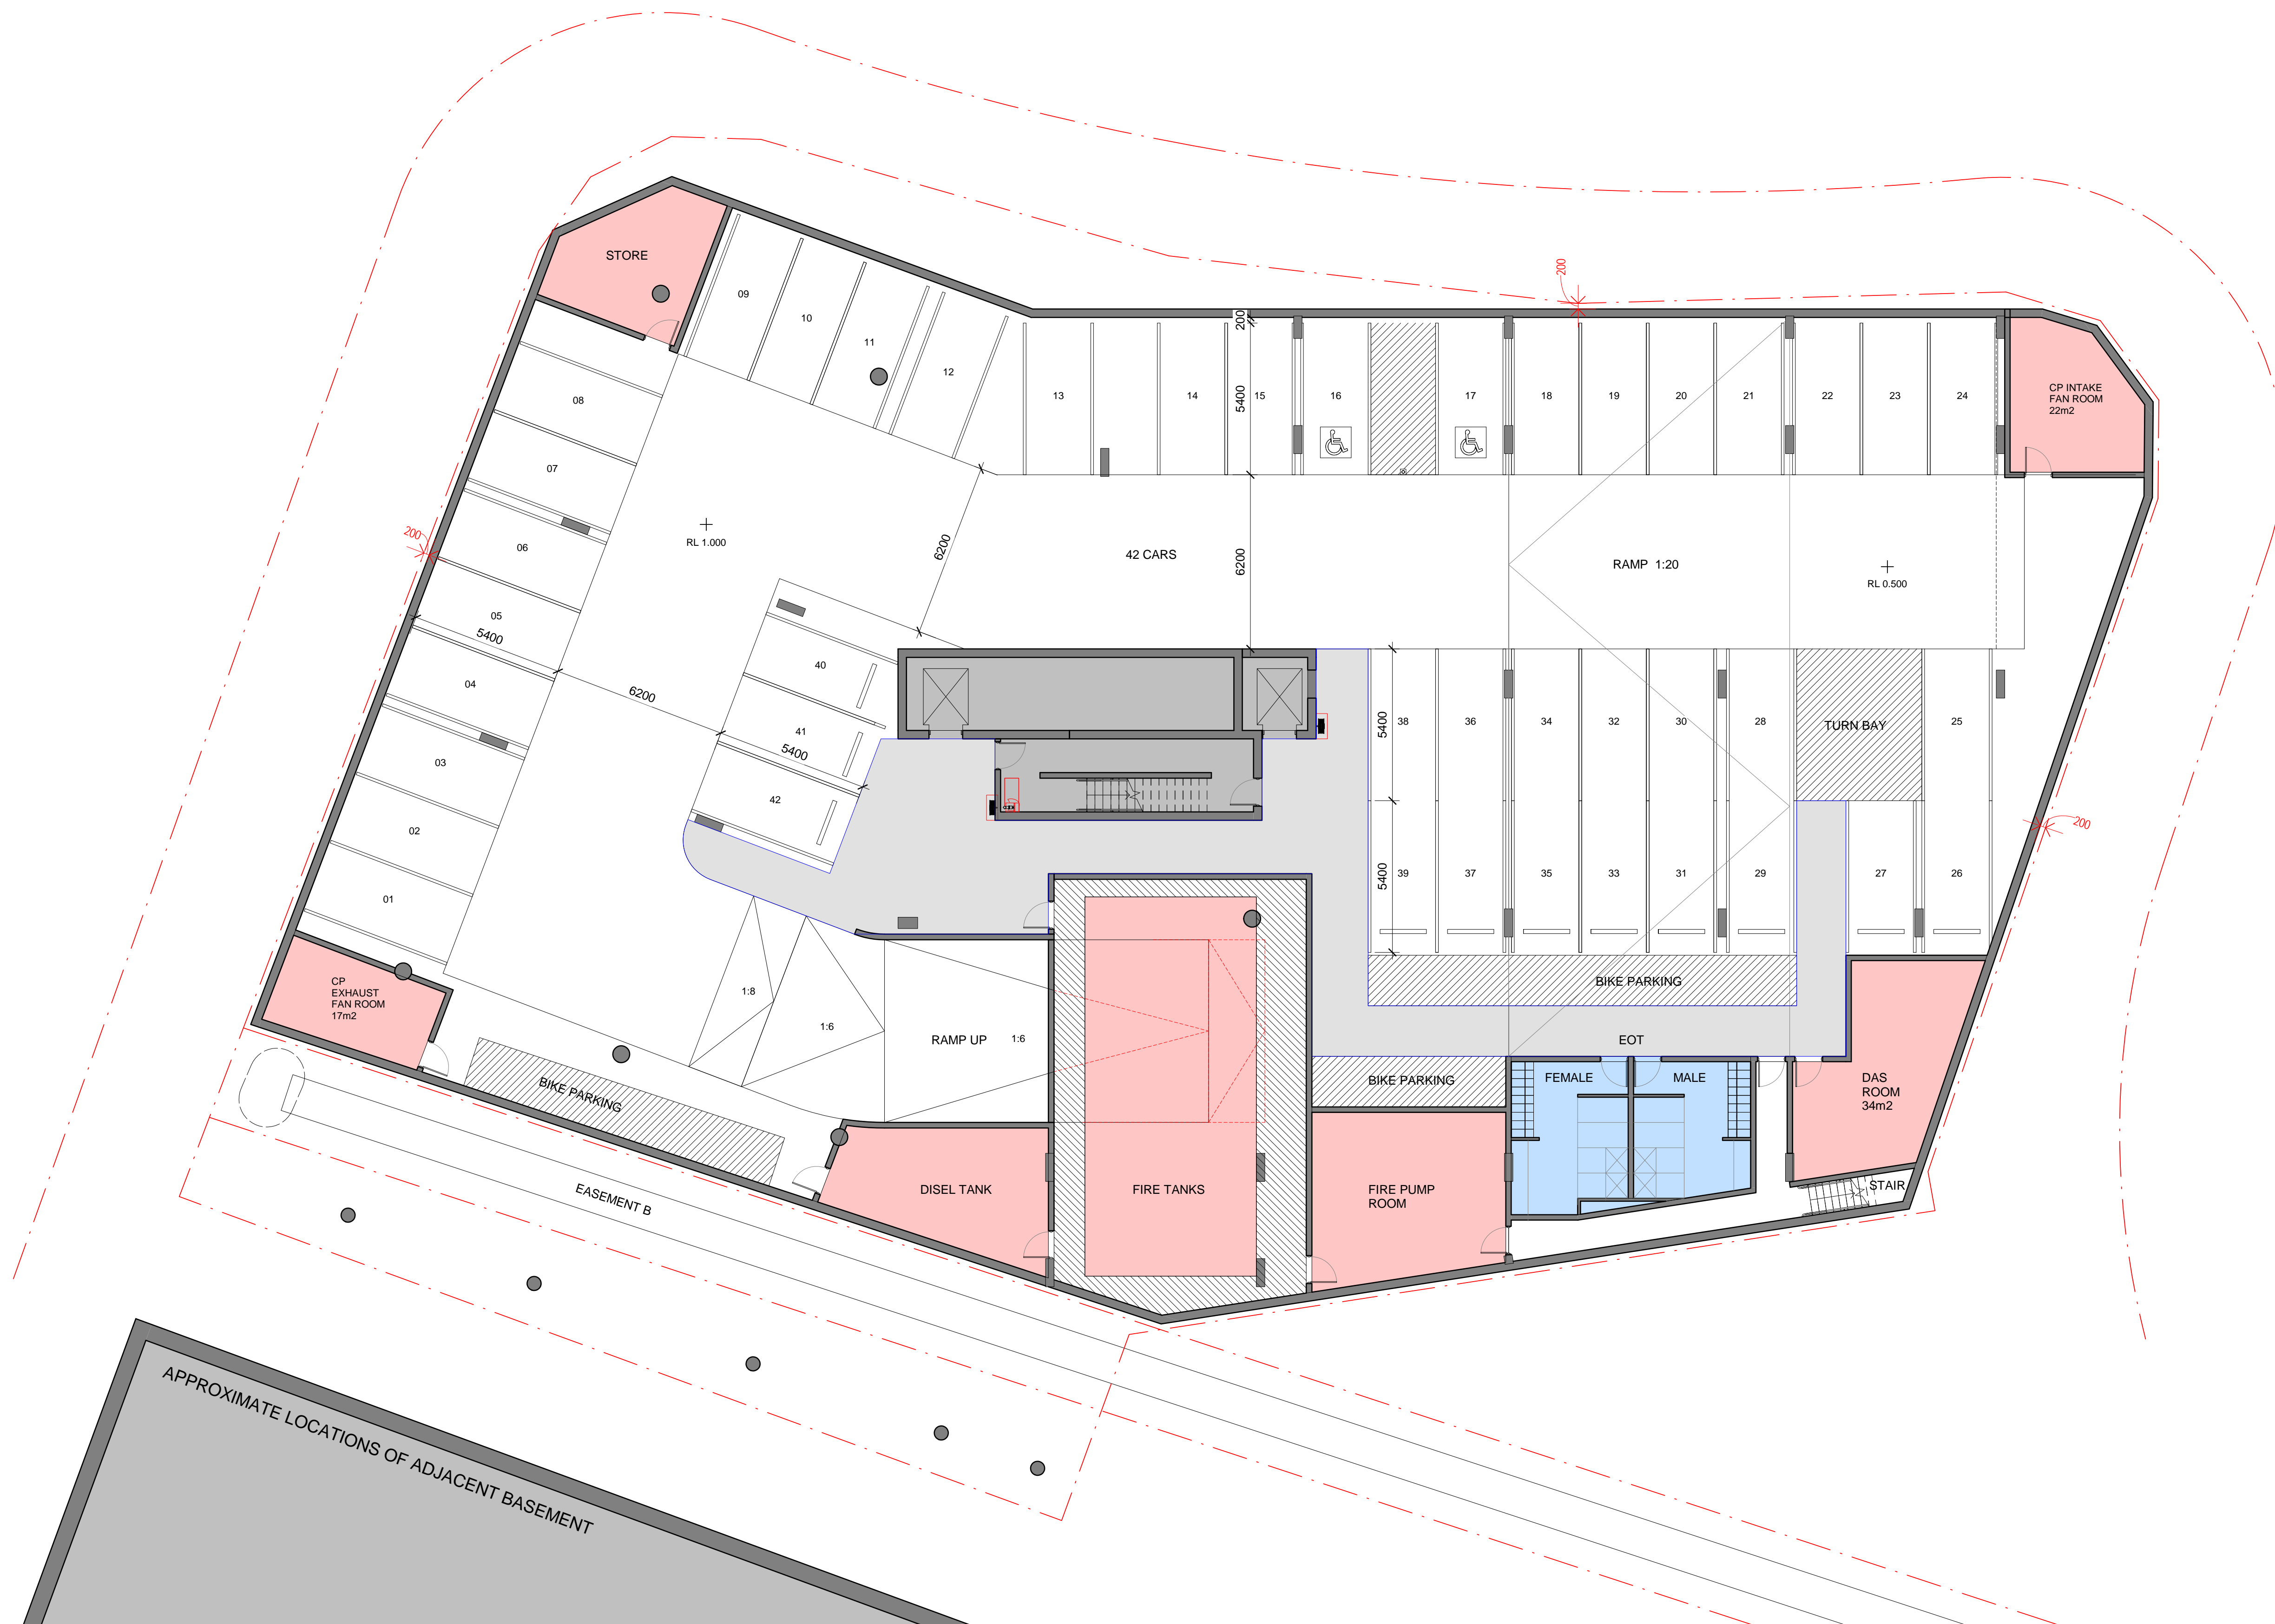 STORE
09
10
11
12
13
14
15
16
17
18
19
20
21
22
23
24
200
5400
200
CP INTAKE
FAN ROOM
22m2
08
07
06
05
04
03
02
01
200
5400
6200
RL 1.000
6200
6200
42 CARS
RAMP 1:20
RL 0.500
40
41
42
5400
38
36
34
32
30
28
TURN BAY
25
5400
39
37
35
33
31
29
27
26
5400
200
BIKE PARKING
EOT
CP
EXHAUST
FAN ROOM
17m2
1:8
1:6
RAMP UP
1:6
BIKE PARKING
BIKE PARKING
FEMALE
MALE
DAS
ROOM
34m2
STAIR
DISEL TANK
FIRE TANKS
FIRE PUMP
ROOM
EASEMENT B
APPROXIMATE LOCATIONS OF ADJACENT BASEMENT